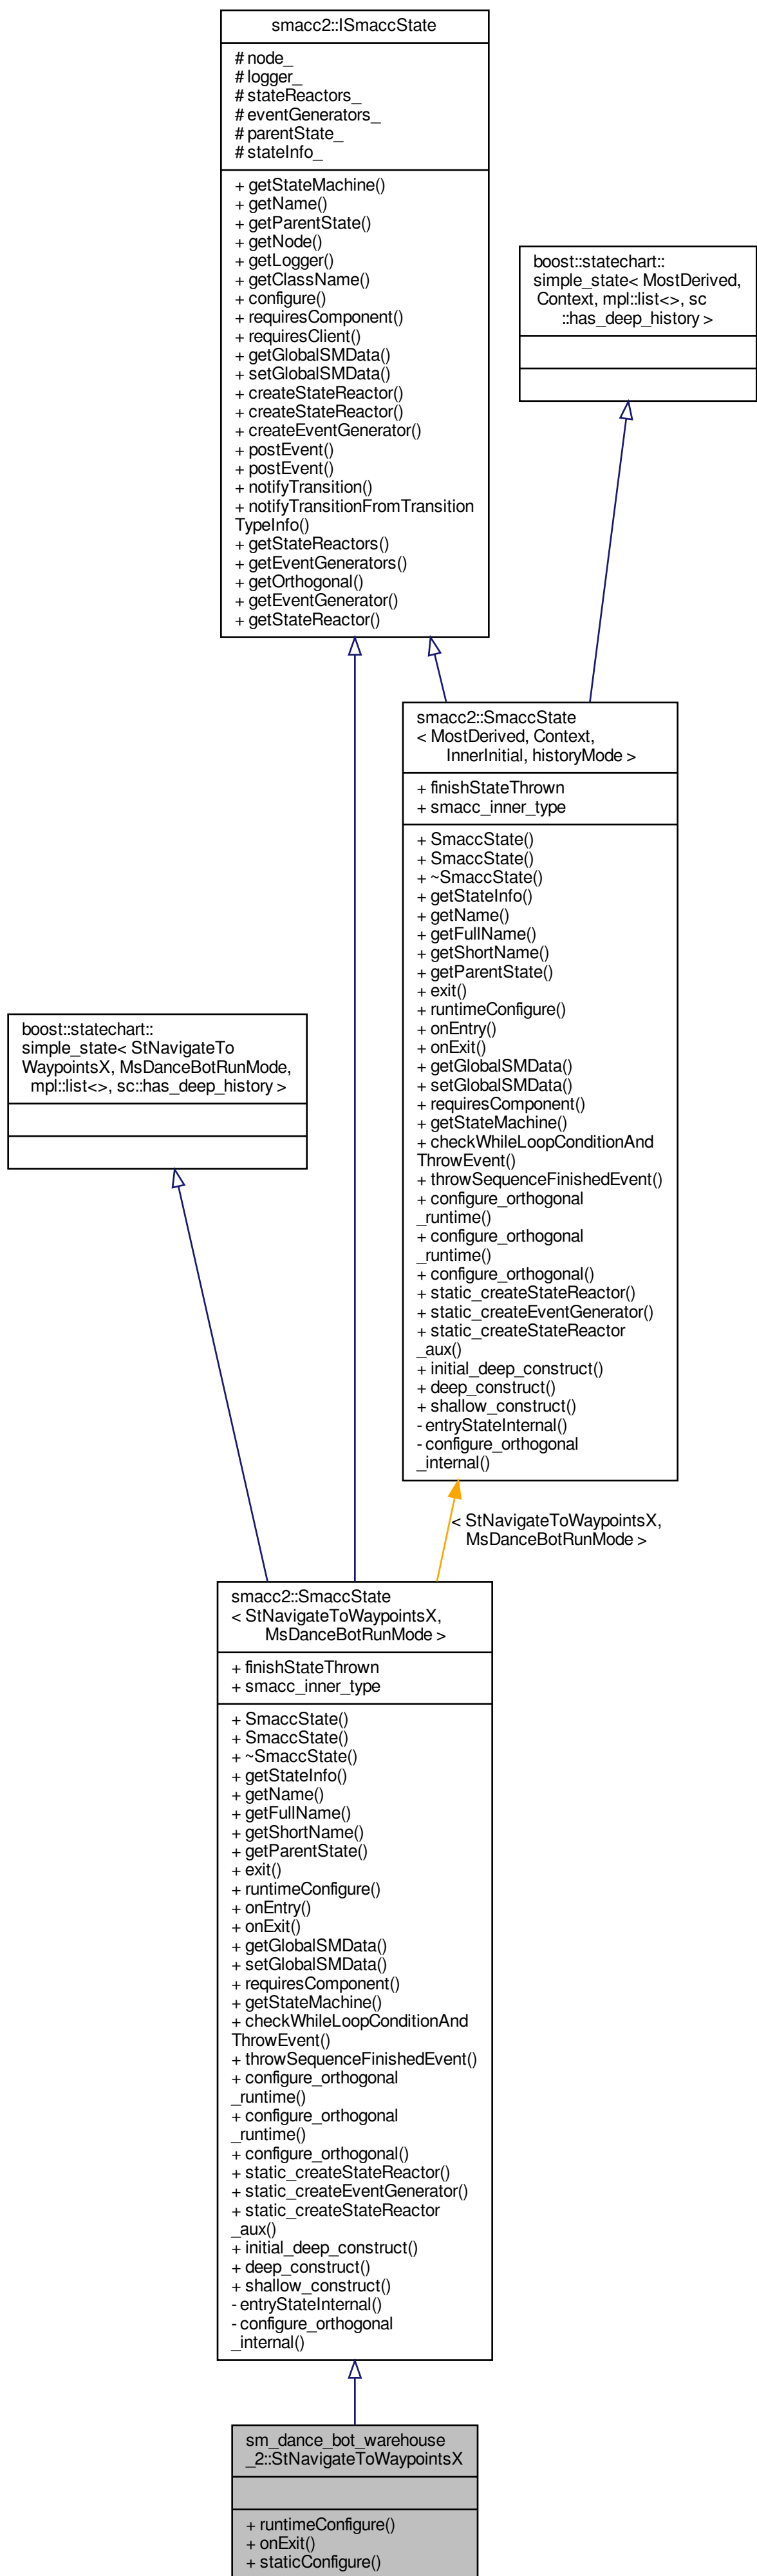 smacc2::ISmaccState
# node_
# logger_
# stateReactors_
# eventGenerators_
# parentState_
# stateInfo_
+ getStateMachine()
+ getName()
+ getParentState()
+ getNode()
+ getLogger()
+ getClassName()
+ configure()
+ requiresComponent()
+ requiresClient()
+ getGlobalSMData()
+ setGlobalSMData()
+ createStateReactor()
+ createStateReactor()
+ createEventGenerator()
+ postEvent()
+ postEvent()
+ notifyTransition()
+ notifyTransitionFromTransition
TypeInfo()
+ getStateReactors()
+ getEventGenerators()
+ getOrthogonal()
+ getEventGenerator()
+ getStateReactor()
boost::statechart::
simple_state< MostDerived,
Context, mpl::list<>, sc
::has_deep_history >
smacc2::SmaccState
< MostDerived, Context,
InnerInitial, historyMode >
+ finishStateThrown
+ smacc_inner_type
+ SmaccState()
+ SmaccState()
+ ~SmaccState()
+ getStateInfo()
+ getName()
+ getFullName()
+ getShortName()
+ getParentState()
+ exit()
+ runtimeConfigure()
+ onEntry()
+ onExit()
+ getGlobalSMData()
+ setGlobalSMData()
+ requiresComponent()
+ getStateMachine()
+ checkWhileLoopConditionAnd
ThrowEvent()
+ throwSequenceFinishedEvent()
+ configure_orthogonal
_runtime()
+ configure_orthogonal
_runtime()
+ configure_orthogonal()
+ static_createStateReactor()
+ static_createEventGenerator()
+ static_createStateReactor
_aux()
+ initial_deep_construct()
+ deep_construct()
+ shallow_construct()
- entryStateInternal()
- configure_orthogonal
_internal()
boost::statechart::
simple_state< StNavigateTo
WaypointsX, MsDanceBotRunMode,
mpl::list<>, sc::has_deep_history >
< StNavigateToWaypointsX,
MsDanceBotRunMode >
smacc2::SmaccState
< StNavigateToWaypointsX,
MsDanceBotRunMode >
+ finishStateThrown
+ smacc_inner_type
+ SmaccState()
+ SmaccState()
+ ~SmaccState()
+ getStateInfo()
+ getName()
+ getFullName()
+ getShortName()
+ getParentState()
+ exit()
+ runtimeConfigure()
+ onEntry()
+ onExit()
+ getGlobalSMData()
+ setGlobalSMData()
+ requiresComponent()
+ getStateMachine()
+ checkWhileLoopConditionAnd
ThrowEvent()
+ throwSequenceFinishedEvent()
+ configure_orthogonal
_runtime()
+ configure_orthogonal
_runtime()
+ configure_orthogonal()
+ static_createStateReactor()
+ static_createEventGenerator()
+ static_createStateReactor
_aux()
+ initial_deep_construct()
+ deep_construct()
+ shallow_construct()
- entryStateInternal()
- configure_orthogonal
_internal()
sm_dance_bot_warehouse
_2::StNavigateToWaypointsX
+ runtimeConfigure()
+ onExit()
+ staticConfigure()